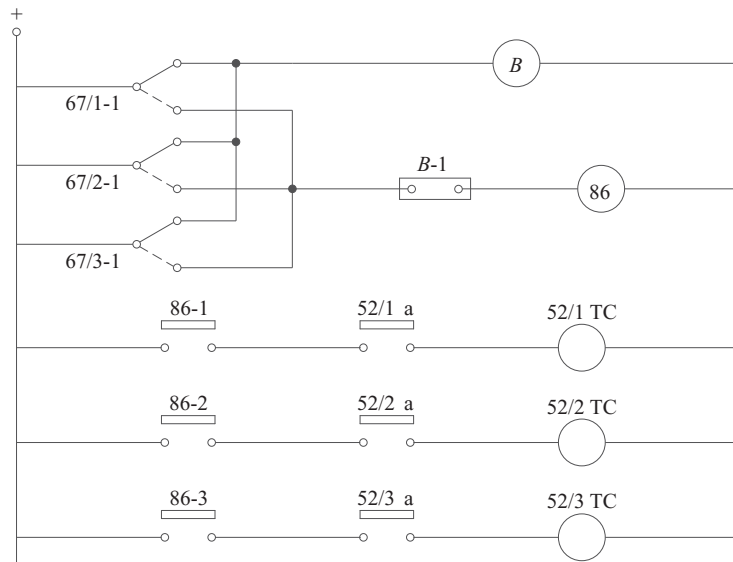 +
B
67/1-1
B-1
67/2-1
86
67/3-1
86-1 52/1 a 52/1 TC
86-2 52/2 a 52/2 TC
86-3 52/3 a 52/3 TC